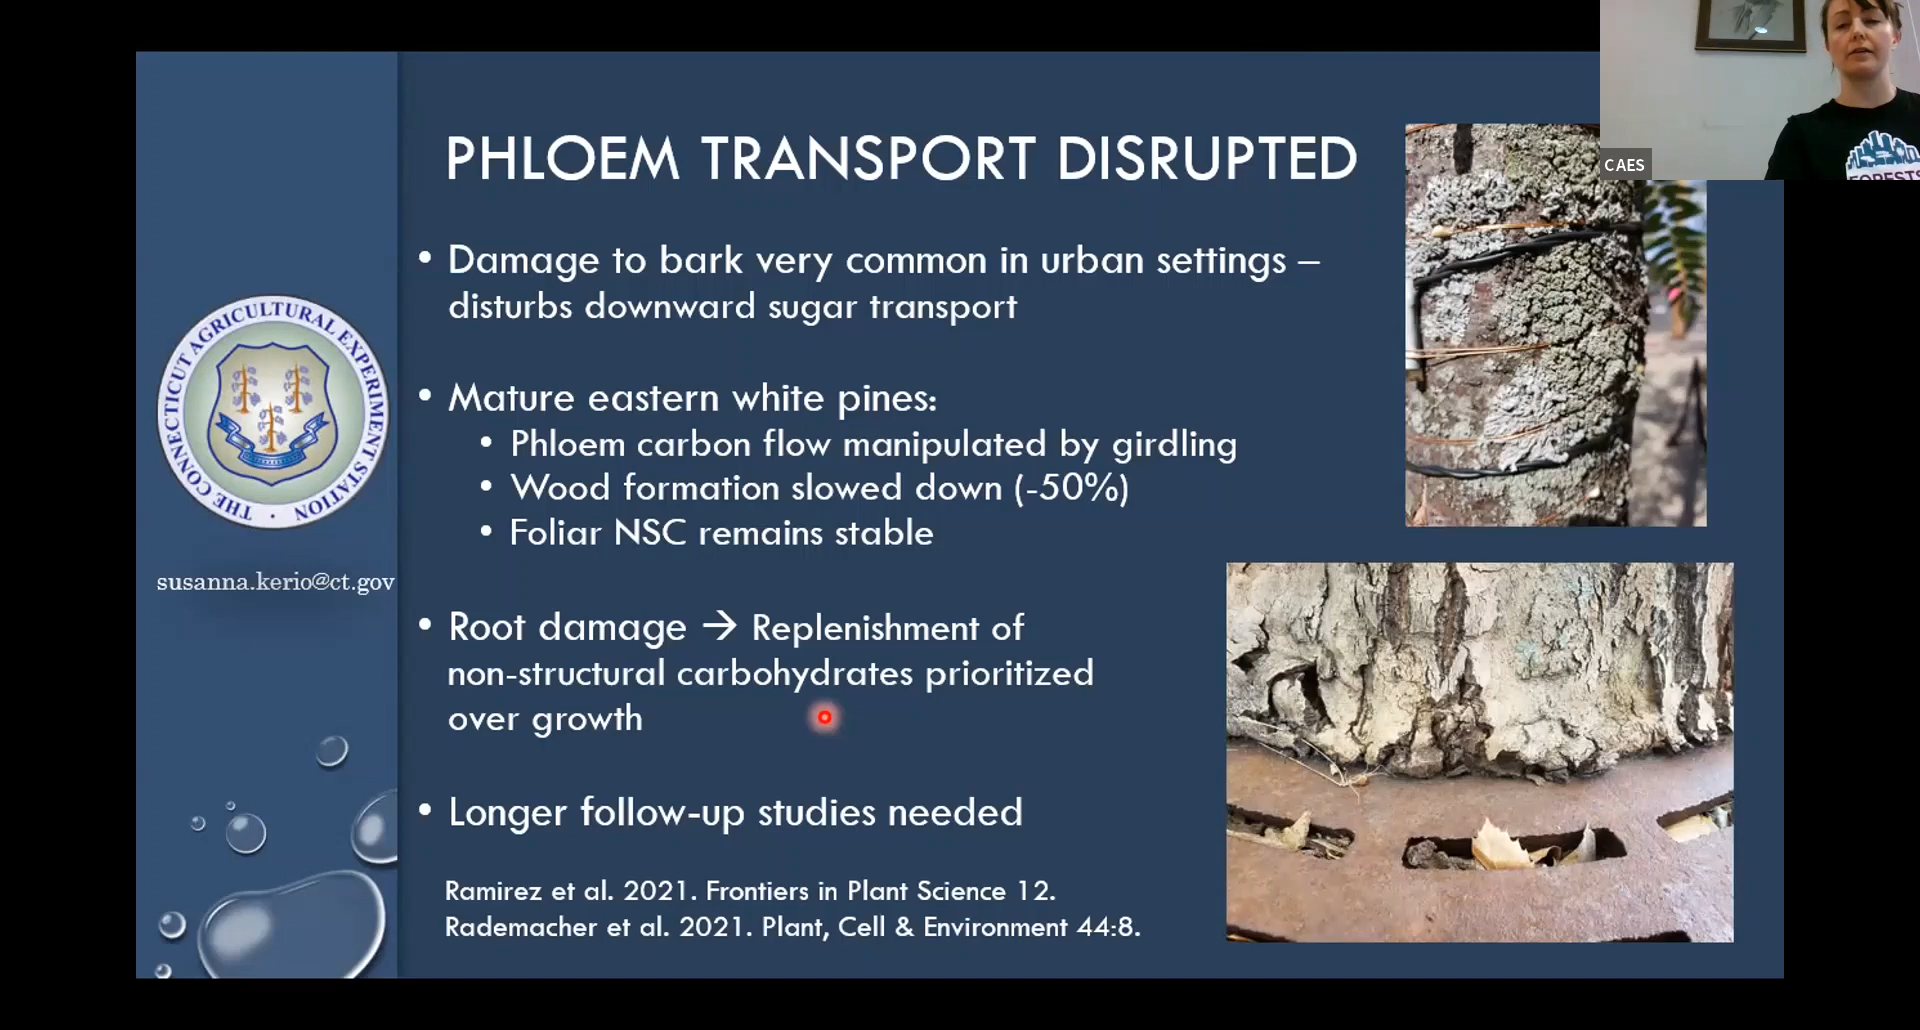 PHLOEM TRANSPORT DISRUPTED
• Damage to bark very common in urban settings –
disturbs downward sugar transport
• Mature eastern white pines:
• Phloem carbon flow manipulated by girdling
• Wood formation slowed down (-50%)
• Foliar NSC remains stable
• Root damage → Replenishment of
non-structural carbohydrates prioritized
over growth
• Longer follow-up studies needed
Ramirez et al. 2021. Frontiers in Plant Science 12.
Rademacher et al. 2021. Plant, Cell & Environment 44:8.
THE CONNECTICUT AGRICULTURAL EXPERIMENT STATION
susanna.kerio@ct.gov
CAES
FORESTS